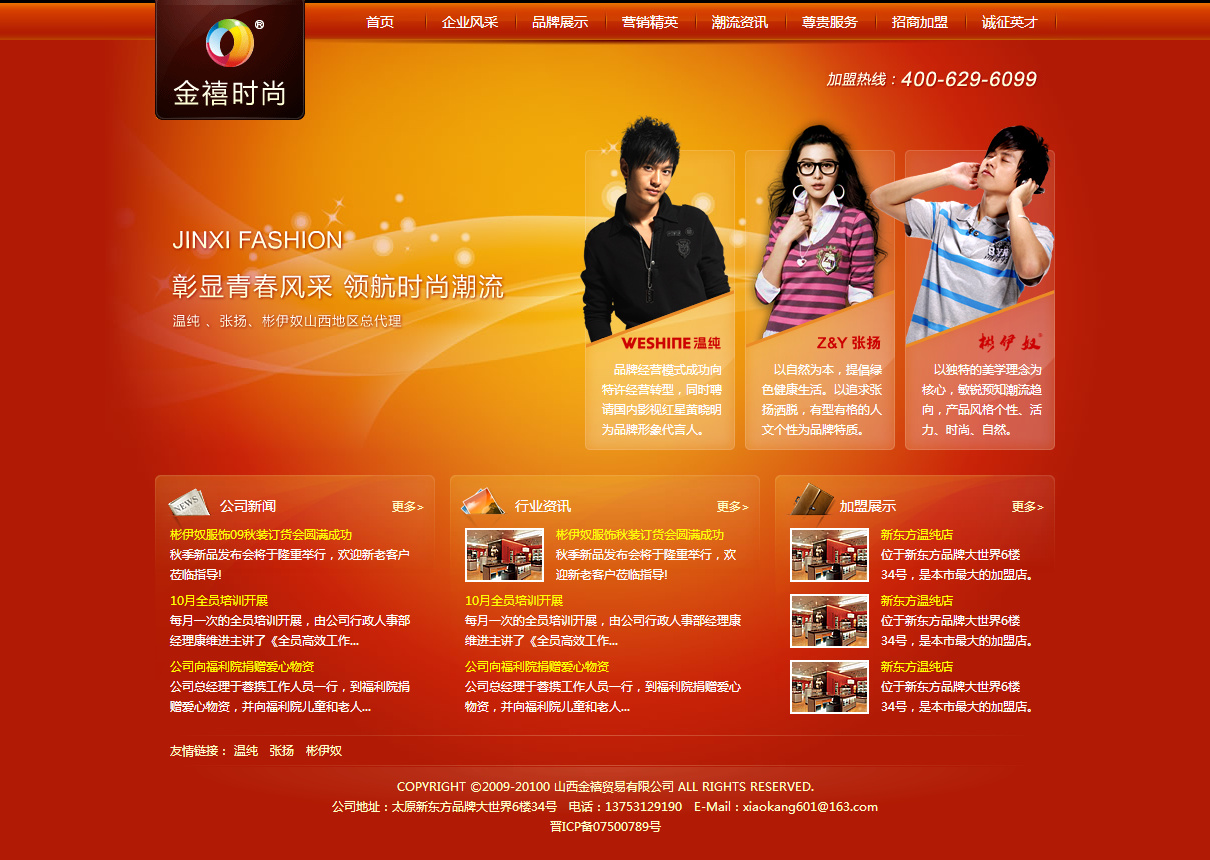 首页 企业风采 品牌展示 营销精英 潮流资讯 尊贵服务 招商加盟 诚征英才
®
金禧时尚
加盟热线：400-629-6099
JINXI FASHION
彰显青春风采 领航时尚潮流
温纯 、张扬、彬伊奴山西地区总代理
WESHINE 温纯
品牌经营模式成功向
特许经营转型，同时聘
请国内影视红星黄晓明
为品牌形象代言人。
Z&Y 张扬
以自然为本，提倡绿
色健康生活。以追求张
扬洒脱，有型有格的人
文个性为品牌特质。
彬伊奴
以独特的美学理念为
核心，敏锐预知潮流趋
向，产品风格个性、活
力、时尚、自然。
NEWS
公司新闻 更多>
彬伊奴服饰09秋装订货会圆满成功
秋季新品发布会将于隆重举行，欢迎新老客户
莅临指导!
10月全员培训开展
每月一次的全员培训开展，由公司行政人事部
经理康维进主讲了《全员高效工作...
公司向福利院捐赠爱心物资
公司总经理于蓉携工作人员一行，到福利院捐
赠爱心物资，并向福利院儿童和老人...
行业资讯 更多>
彬伊奴服饰秋装订货会圆满成功
秋季新品发布会将于隆重举行，欢
迎新老客户莅临指导!
10月全员培训开展
每月一次的全员培训开展，由公司行政人事部经理康
维进主讲了《全员高效工作...
公司向福利院捐赠爱心物资
公司总经理于蓉携工作人员一行，到福利院捐赠爱心
物资，并向福利院儿童和老人...
加盟展示 更多>
新东方温纯店
位于新东方品牌大世界6楼
34号，是本市最大的加盟店。
新东方温纯店
位于新东方品牌大世界6楼
34号，是本市最大的加盟店。
新东方温纯店
位于新东方品牌大世界6楼
34号，是本市最大的加盟店。
友情链接： 温纯 张扬 彬伊奴
COPYRIGHT ©2009-20100 山西金禧贸易有限公司 ALL RIGHTS RESERVED.
公司地址：太原新东方品牌大世界6楼34号 电话：13753129190 E-Mail：xiaokang601@163.com
晋ICP备07500789号